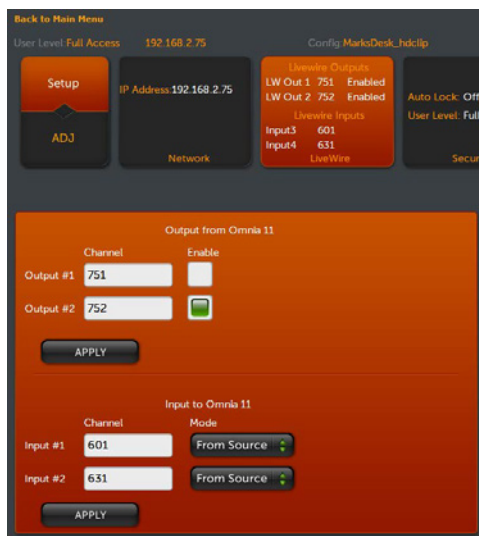 Back to Main Menu
User Level:Full Access 192.168.2.75 Config:MarksDesk_hdclip
Setup
ADJ
IP Address:192.168.2.75
Network
Livewire Outputs
LW Out 1 751 Enabled
LW Out 2 752 Enabled
Livewire Inputs
Input3 601
Input4 631
LiveWire
Auto Lock: Off
User Level: Full
Secur
Output from Omnia 11
Channel Enable
Output #1 751
Output #2 752
APPLY
Input to Omnia 11
Channel Mode
Input #1 601 From Source
Input #2 631 From Source
APPLY